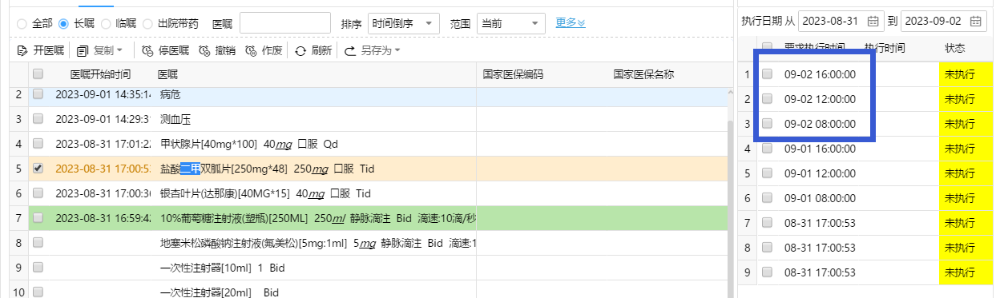 全部 长嘱 临嘱 出院带药 医嘱 排序 时间倒序 范围 当前 更多
开医嘱 复制 停医嘱 撤销 作废 刷新 另存为
医嘱开始时间 医嘱 国家医保编码 国家医保名称
2 2023-09-01 14:35:14 病危
3 2023-09-01 14:29:31 测血压
4 2023-08-31 17:01:22 甲状腺片[40mg*100] 40mg 口服 Qd
5 2023-08-31 17:00:53 盐酸二甲双胍片[250mg*48] 250mg 口服 Tid
6 2023-08-31 17:00:36 银杏叶片(达那康)[40MG*15] 40mg 口服 Tid
7 2023-08-31 16:59:42 10%葡萄糖注射液(塑瓶)[250ML] 250ml 静脉滴注 Bid 滴速:10滴/秒
8 地塞米松磷酸钠注射液(氟美松)[5mg:1ml] 5mg 静脉滴注 Bid 滴速:1
9 一次性注射器[10ml] 1 Bid
10 一次性注射器[20ml] Bid
执行日期 从 2023-08-31 到 2023-09-02
要求执行时间 执行时间 状态
1 09-02 16:00:00 未执行
2 09-02 12:00:00 未执行
3 09-02 08:00:00 未执行
4 09-01 16:00:00 未执行
5 09-01 12:00:00 未执行
6 09-01 08:00:00 未执行
7 08-31 17:00:53 未执行
8 08-31 17:00:53 未执行
9 08-31 17:00:53 未执行